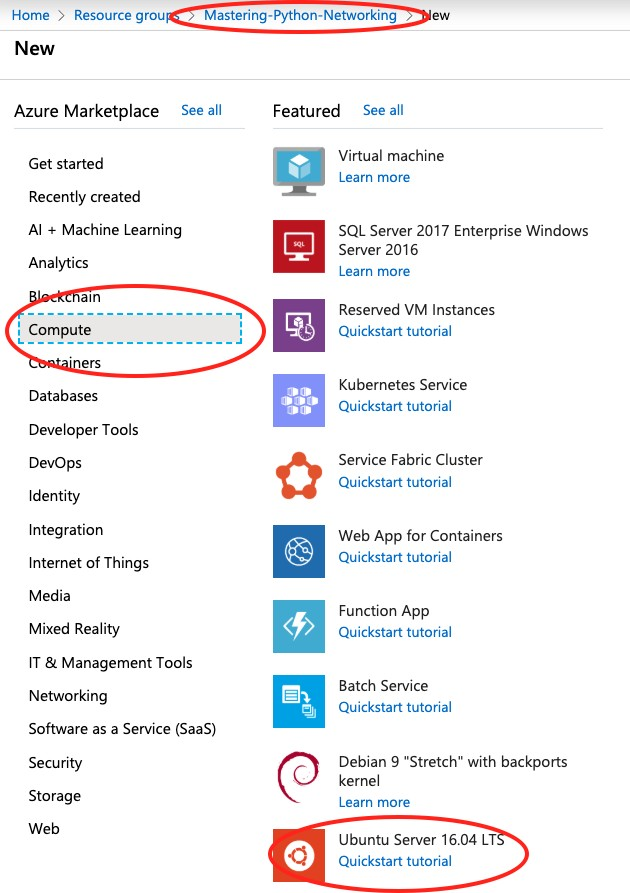 Home > Resource groups > Mastering-Python-Networking > New
New
Azure Marketplace See all
Get started
Recently created
AI + Machine Learning
Analytics
Blockchain
Compute
Containers
Databases
Developer Tools
DevOps
Identity
Integration
Internet of Things
Media
Mixed Reality
IT & Management Tools
Networking
Software as a Service (SaaS)
Security
Storage
Web
Featured See all
Virtual machine
Learn more
SQL
SQL Server 2017 Enterprise Windows
Server 2016
Learn more
Reserved VM Instances
Quickstart tutorial
Kubernetes Service
Quickstart tutorial
Service Fabric Cluster
Quickstart tutorial
Web App for Containers
Quickstart tutorial
Function App
Quickstart tutorial
Batch Service
Quickstart tutorial
Debian 9 "Stretch" with backports
kernel
Learn more
Ubuntu Server 16.04 LTS
Quickstart tutorial